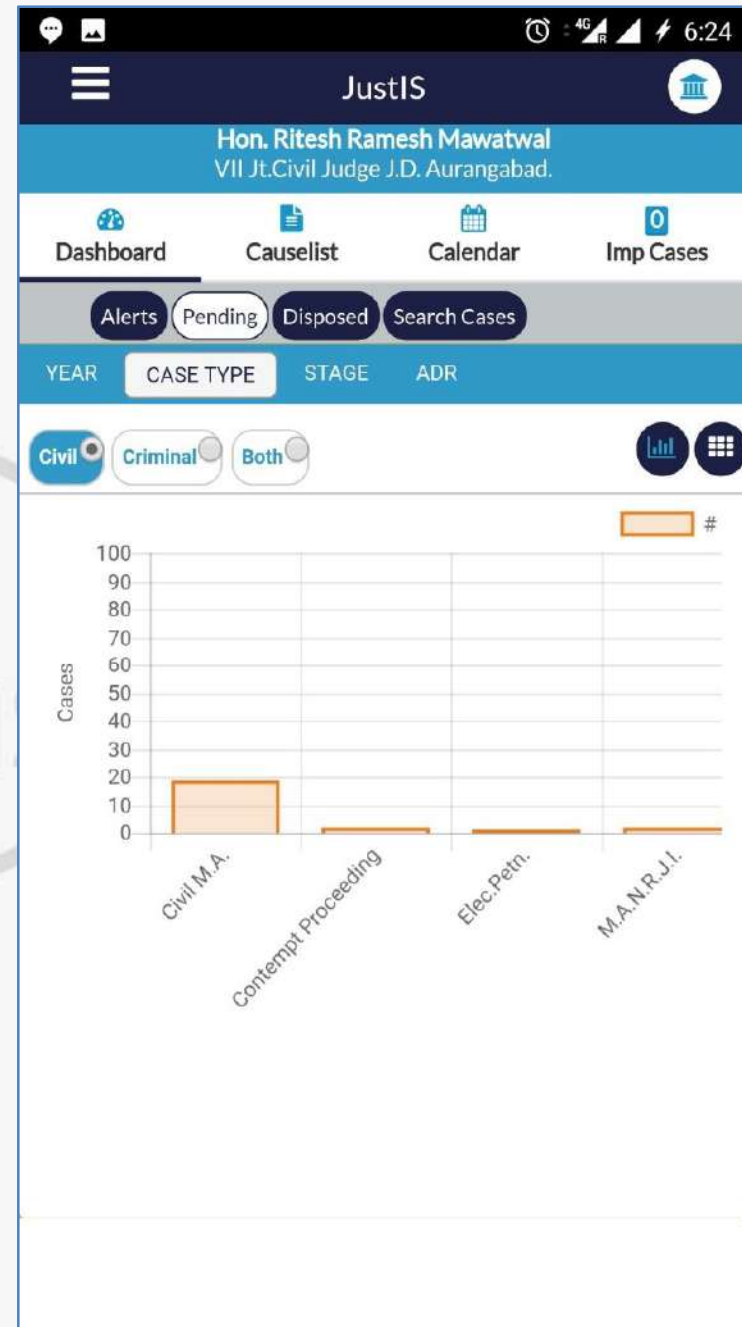 4G R 6:24
JustIS
Hon. Ritesh Ramesh Mawatwal
VII Jt.Civil Judge J.D. Aurangabad.
0
Dashboard Causelist Calendar Imp Cases
Alerts Pending Disposed Search Cases
YEAR CASE TYPE STAGE ADR
Civil Criminal Both
#
100
90
80
70
60
50
40
30
20
10
0
Cases
Civil M.A. Contempt Proceeding Elec.Petn. M.A.N.R.J.I.